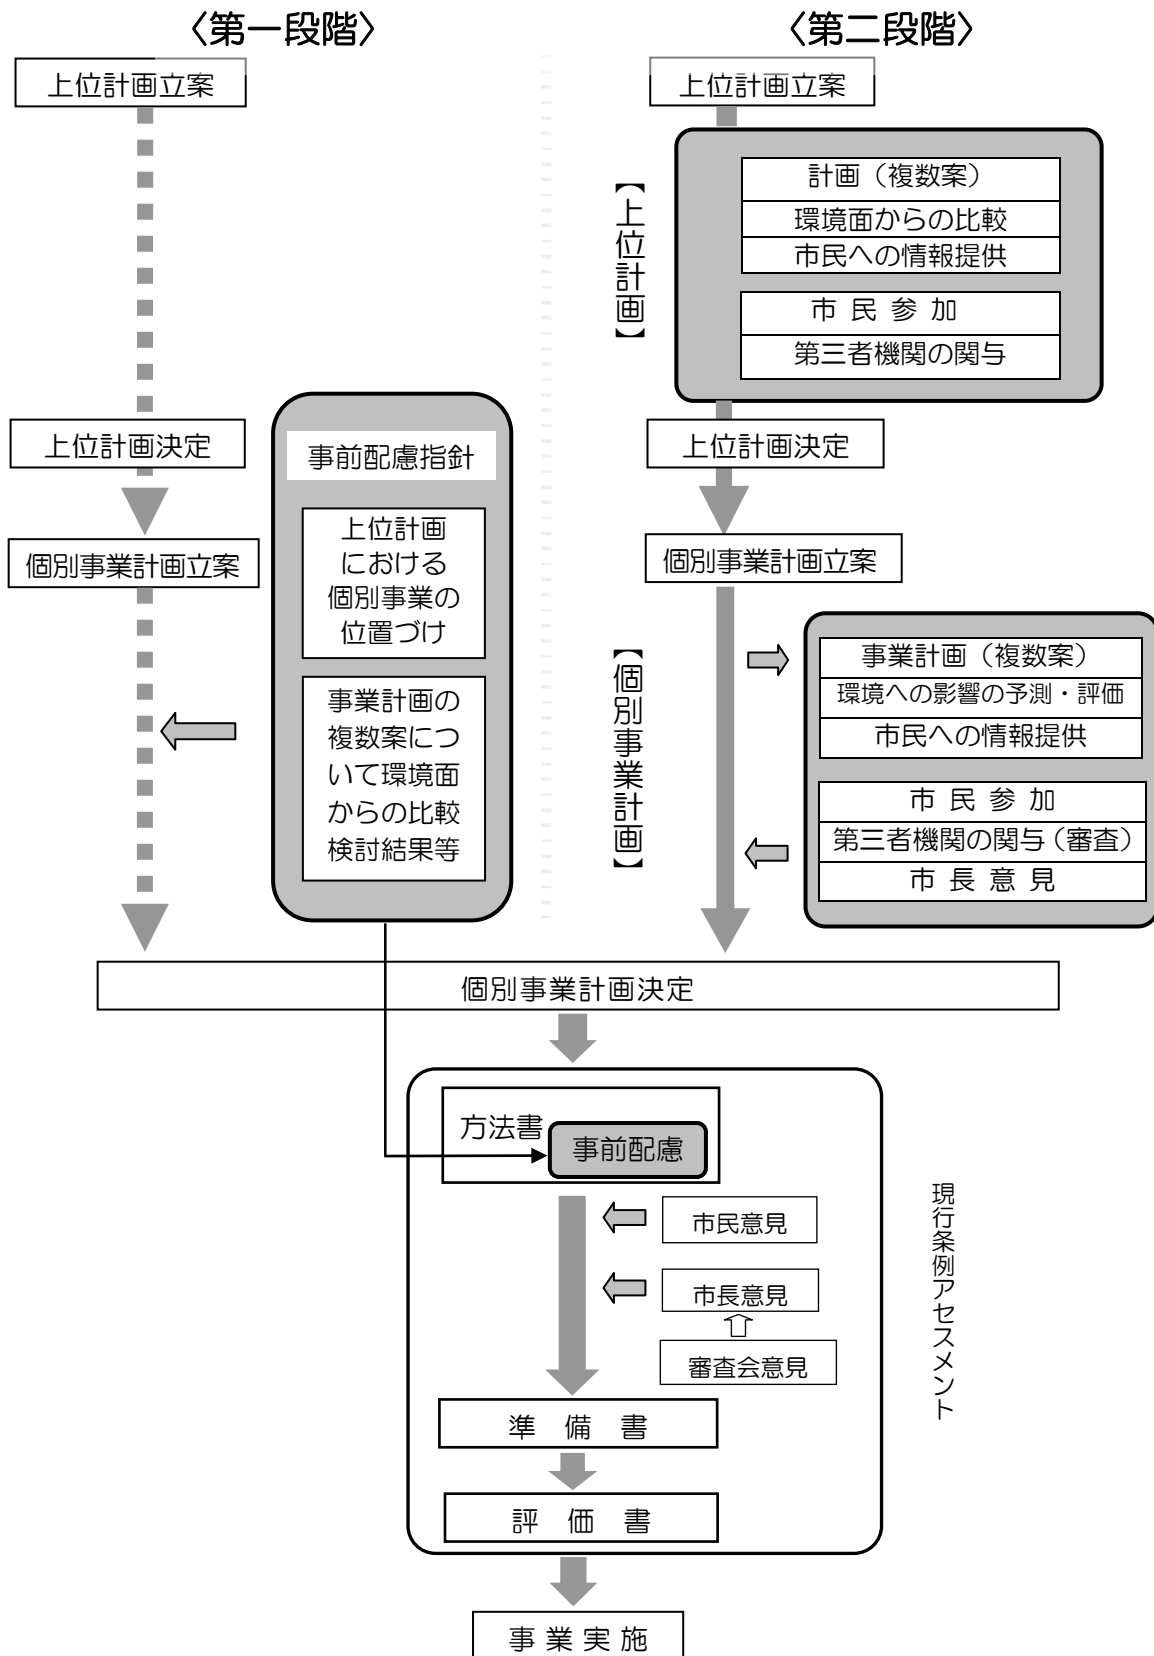 〈第一段階〉
上位計画立案
上位計画決定
個別事業計画立案
事前配慮指針
上位計画
における
個別事業の
位置づけ
事業計画の
複数案につ
いて環境面
からの比較
検討結果等
〈第二段階〉
上位計画立案
【上位計画】
計画（複数案）
環境面からの比較
市民への情報提供
市 民 参 加
第三者機関の関与
上位計画決定
個別事業計画立案
【個別事業計画】
事業計画（複数案）
環境への影響の予測・評価
市民への情報提供
市 民 参 加
第三者機関の関与（審査）
市 長 意 見
個別事業計画決定
方法書
事前配慮
市民意見
市長意見
審査会意見
準 備 書
評 価 書
現行条例アセスメント
事 業 実 施